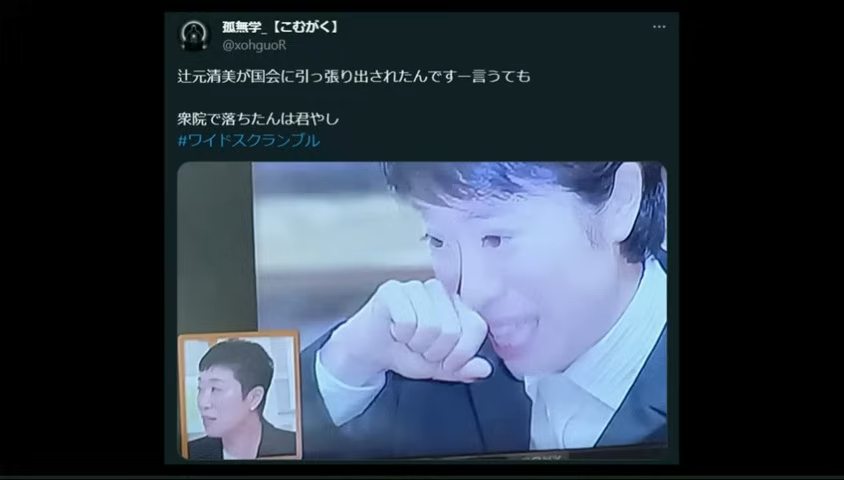 孤無学_【こむがく】
@xohguoR
辻元清美が国会に引っ張り出されたんですー言うても
衆院で落ちたんは君やし
#ワイドスクランブル